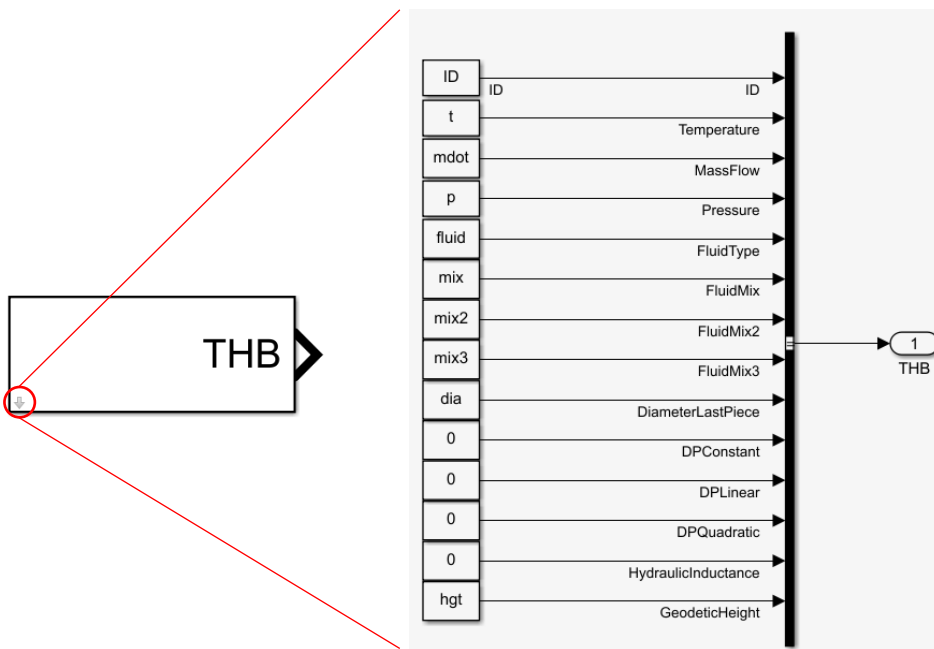 THB
ID
ID
ID
t
Temperature
mdot
MassFlow
p
Pressure
fluid
FluidType
mix
FluidMix
mix2
FluidMix2
mix3
FluidMix3
dia
DiameterLastPiece
0
DPConstant
0
DPLinear
0
DPQuadratic
0
HydraulicInductance
hgt
GeodeticHeight
1
THB